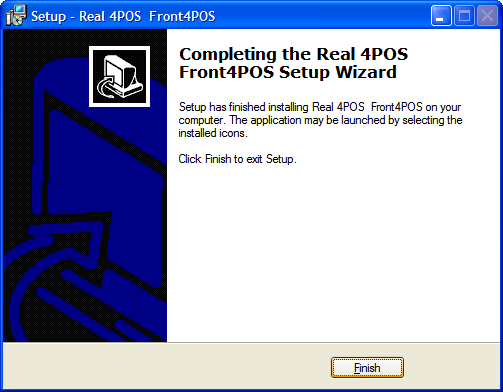 Setup - Real 4POS  Front4POS
Completing the Real 4POS
Front4POS Setup Wizard
Setup has finished installing Real 4POS  Front4POS on your
computer. The application may be launched by selecting the
installed icons.
Click Finish to exit Setup.
Finish